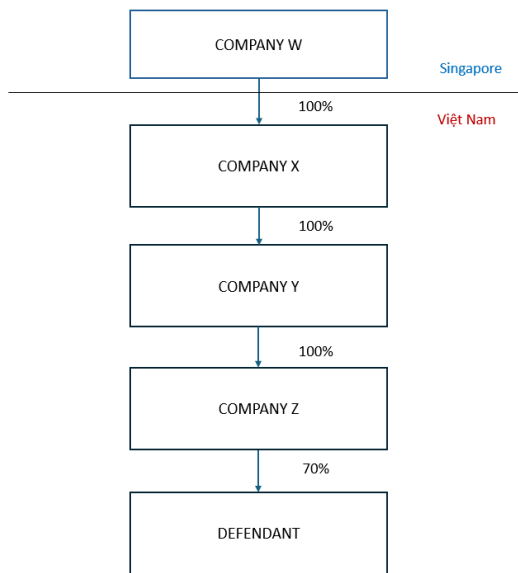 COMPANY W
Singapore
100%
Việt Nam
COMPANY X
100%
COMPANY Y
100%
COMPANY Z
70%
DEFENDANT